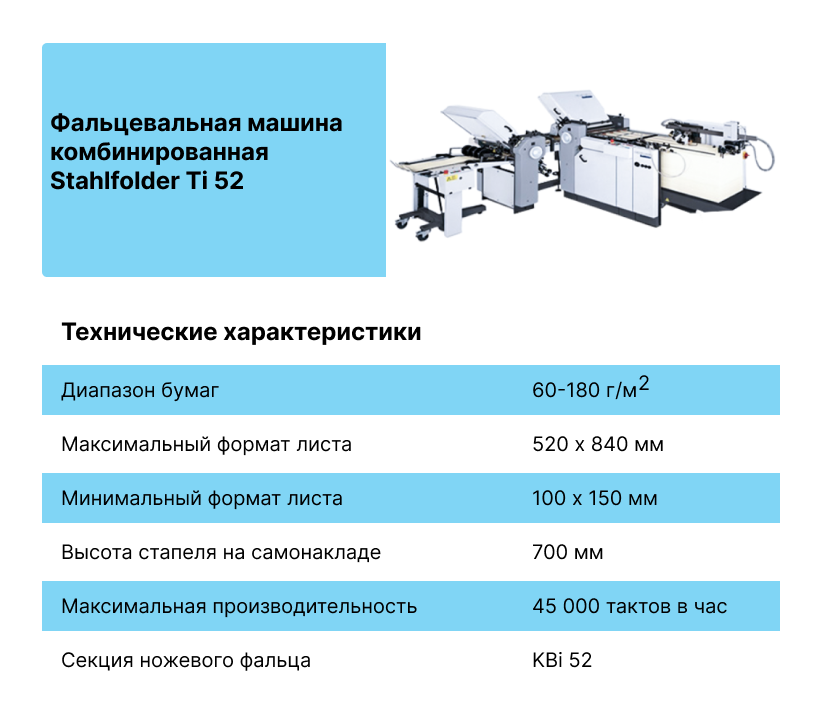 Фальцевальная машина
комбинированная
Stahlfolder Ti 52
Технические характеристики
Диапазон бумаг 60-180 г/м²
Максимальный формат листа 520 x 840 мм
Минимальный формат листа 100 x 150 мм
Высота стапеля на самонакладе 700 мм
Максимальная производительность 45 000 тактов в час
Секция ножевого фальца KBi 52